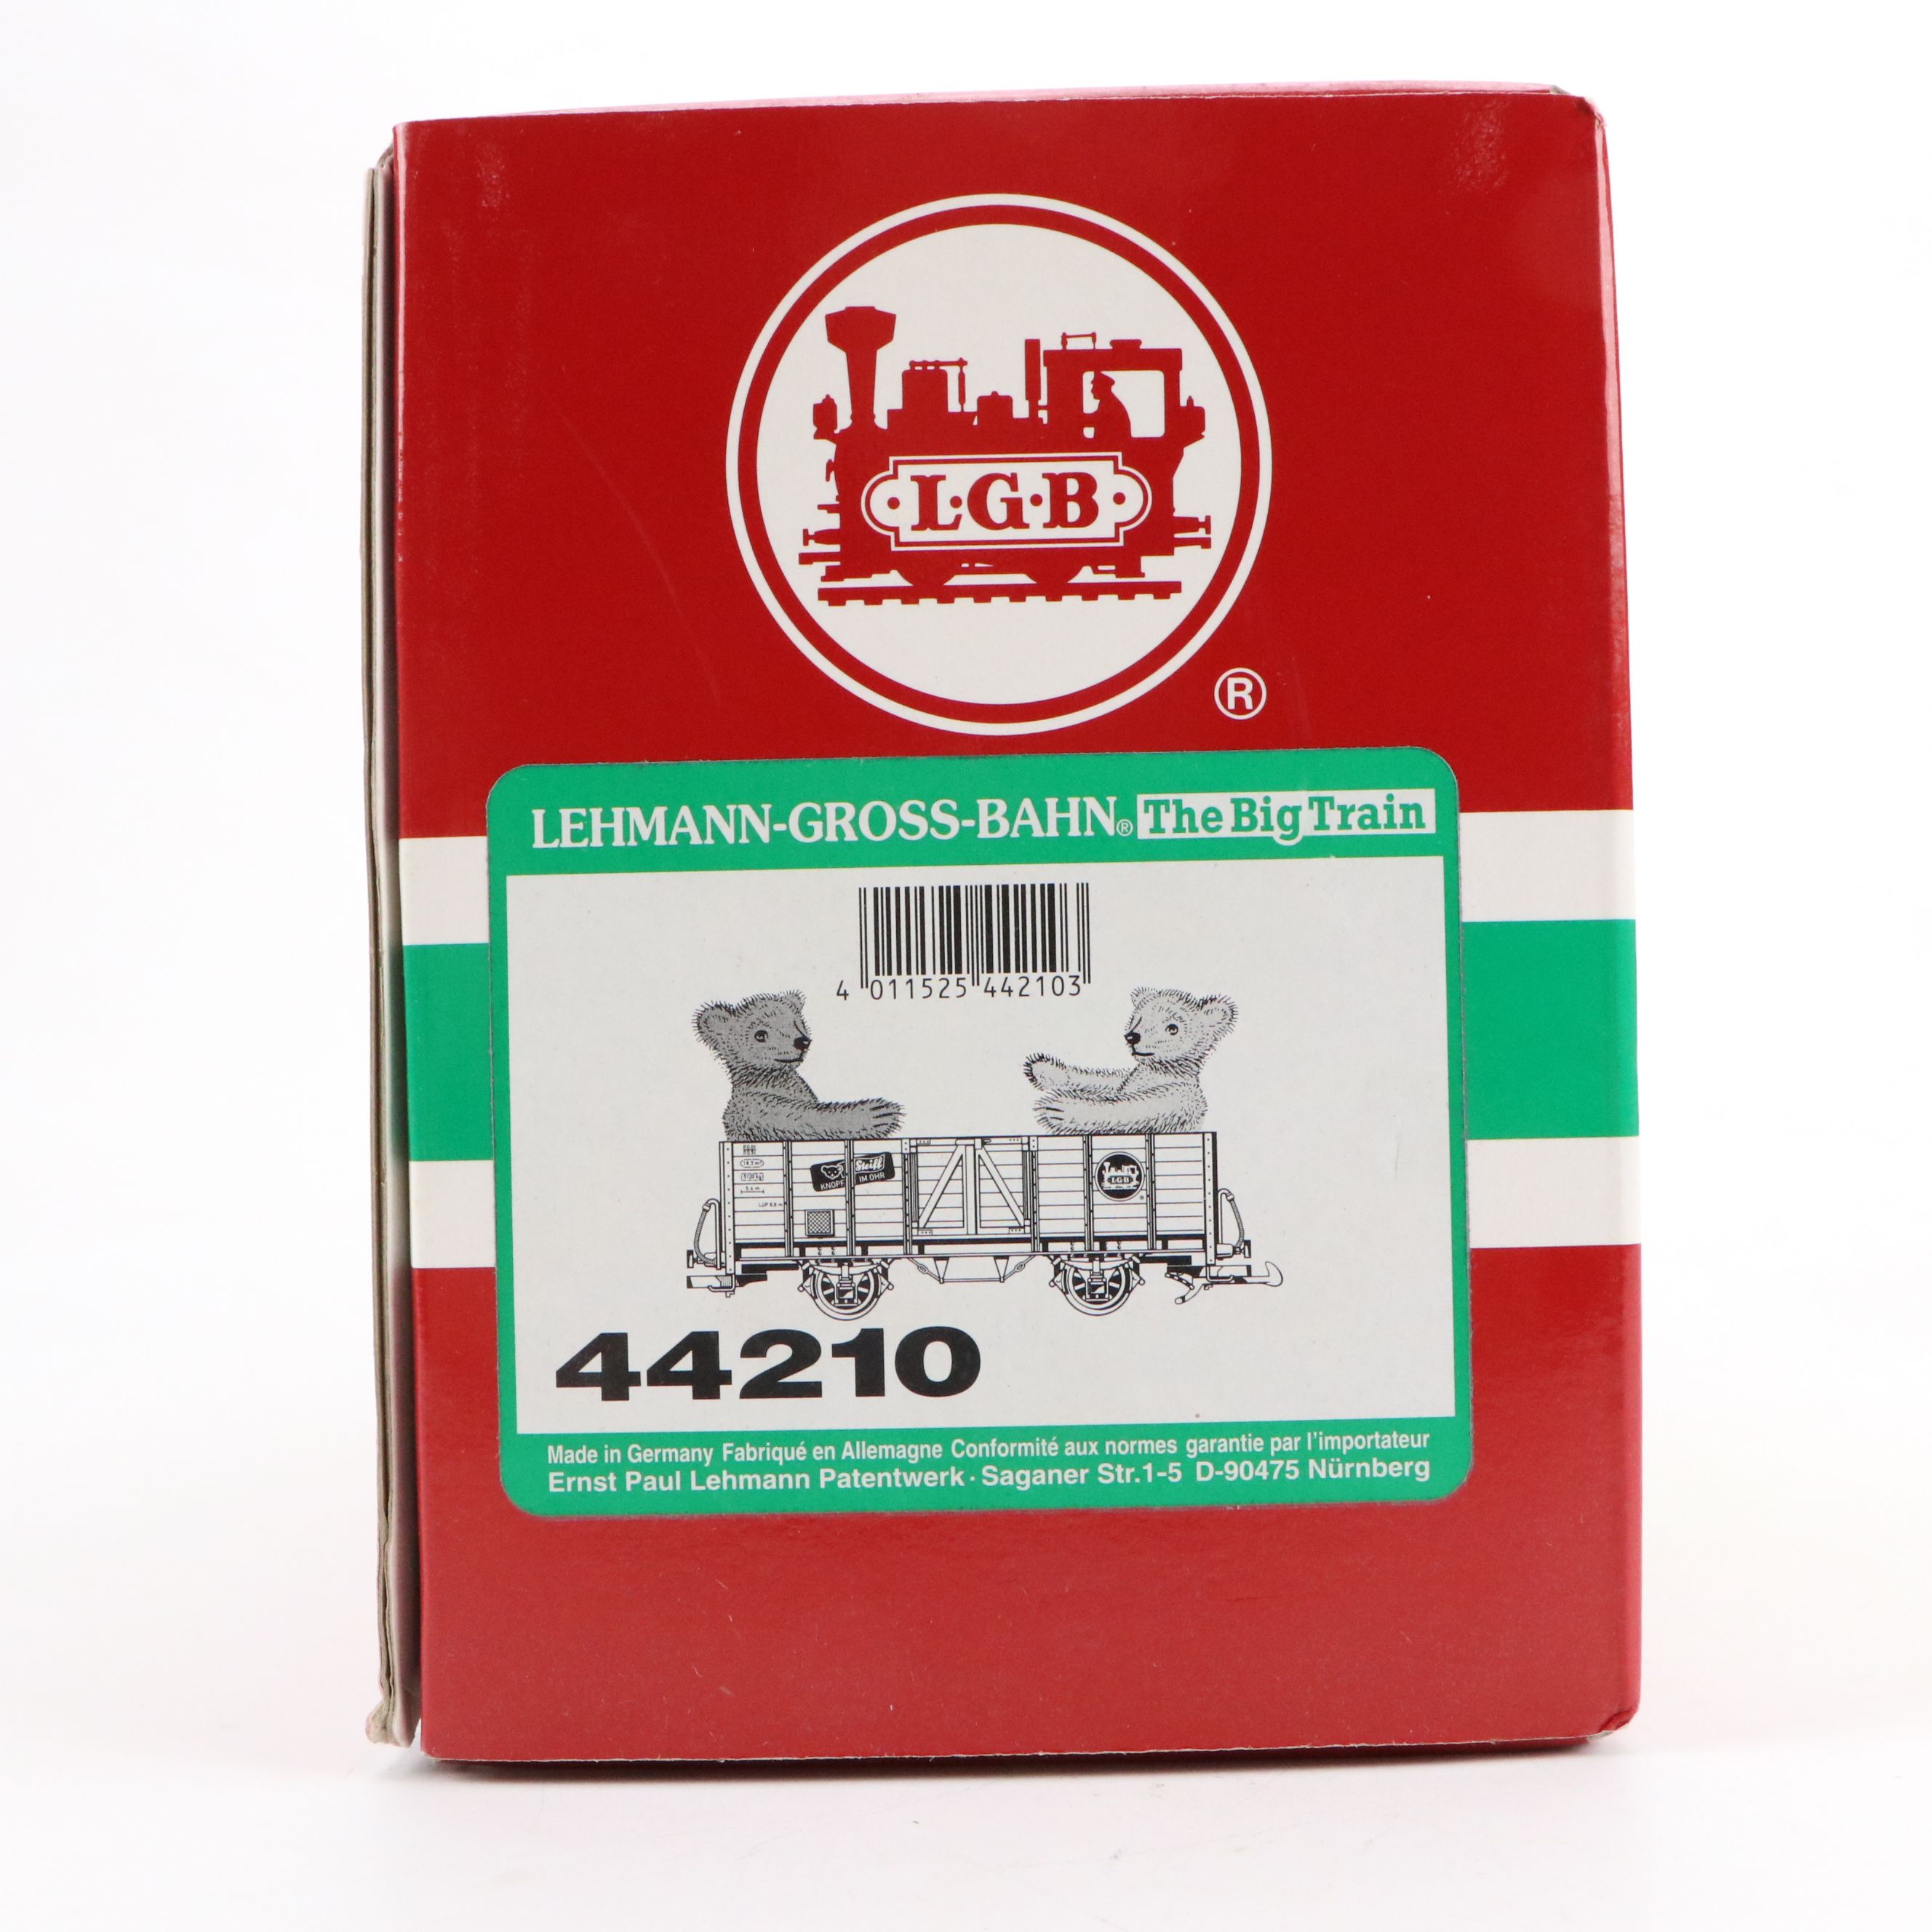 L·G·B
®
LEHMANN-GROSS-BAHN® The Big Train
4 011525 442103
Steiff
KNOPF IM OHR
LGB
44210
Made in Germany Fabriqué en Allemagne Conformité aux normes garantie par l'importateur
Ernst Paul Lehmann Patentwerk · Saganer Str.1-5 D-90475 Nürnberg